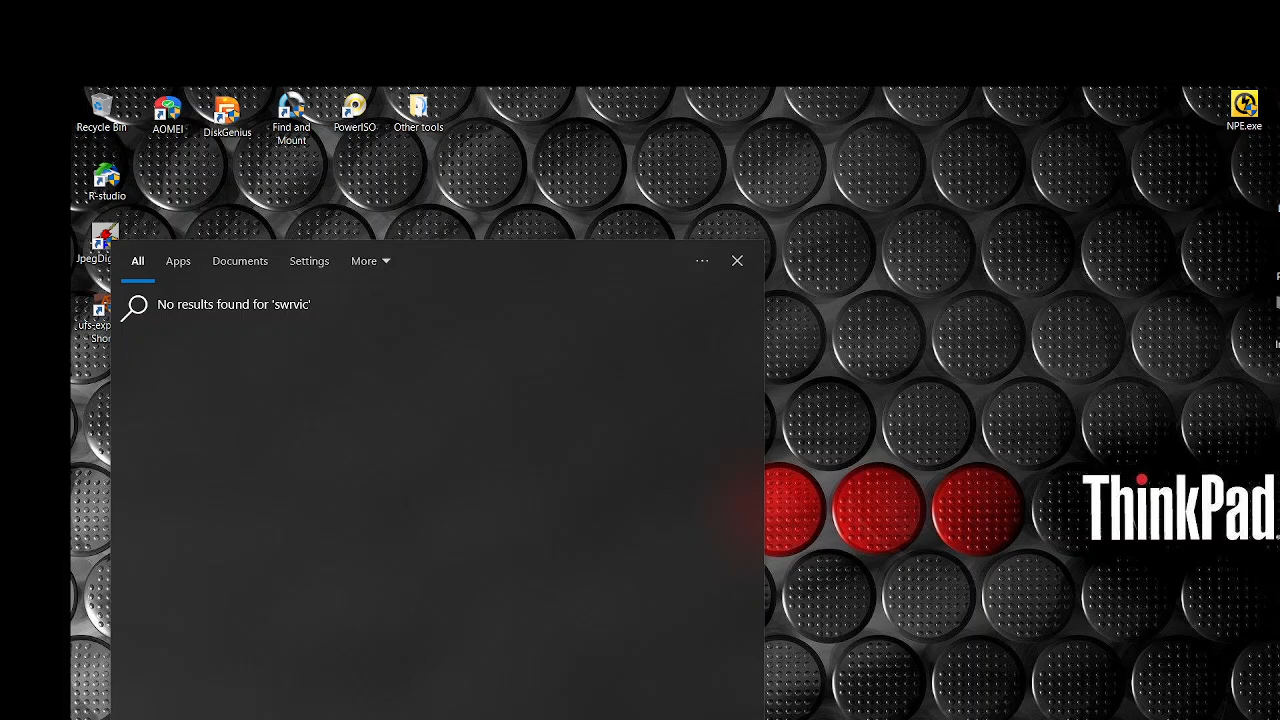 Recycle Bin
AOMEI
DiskGenius
Find and
Mount
PowerISO
Other tools
NPE.exe
R-studio
All
Apps
Documents
Settings
More
No results found for 'swrvic'
ThinkPad